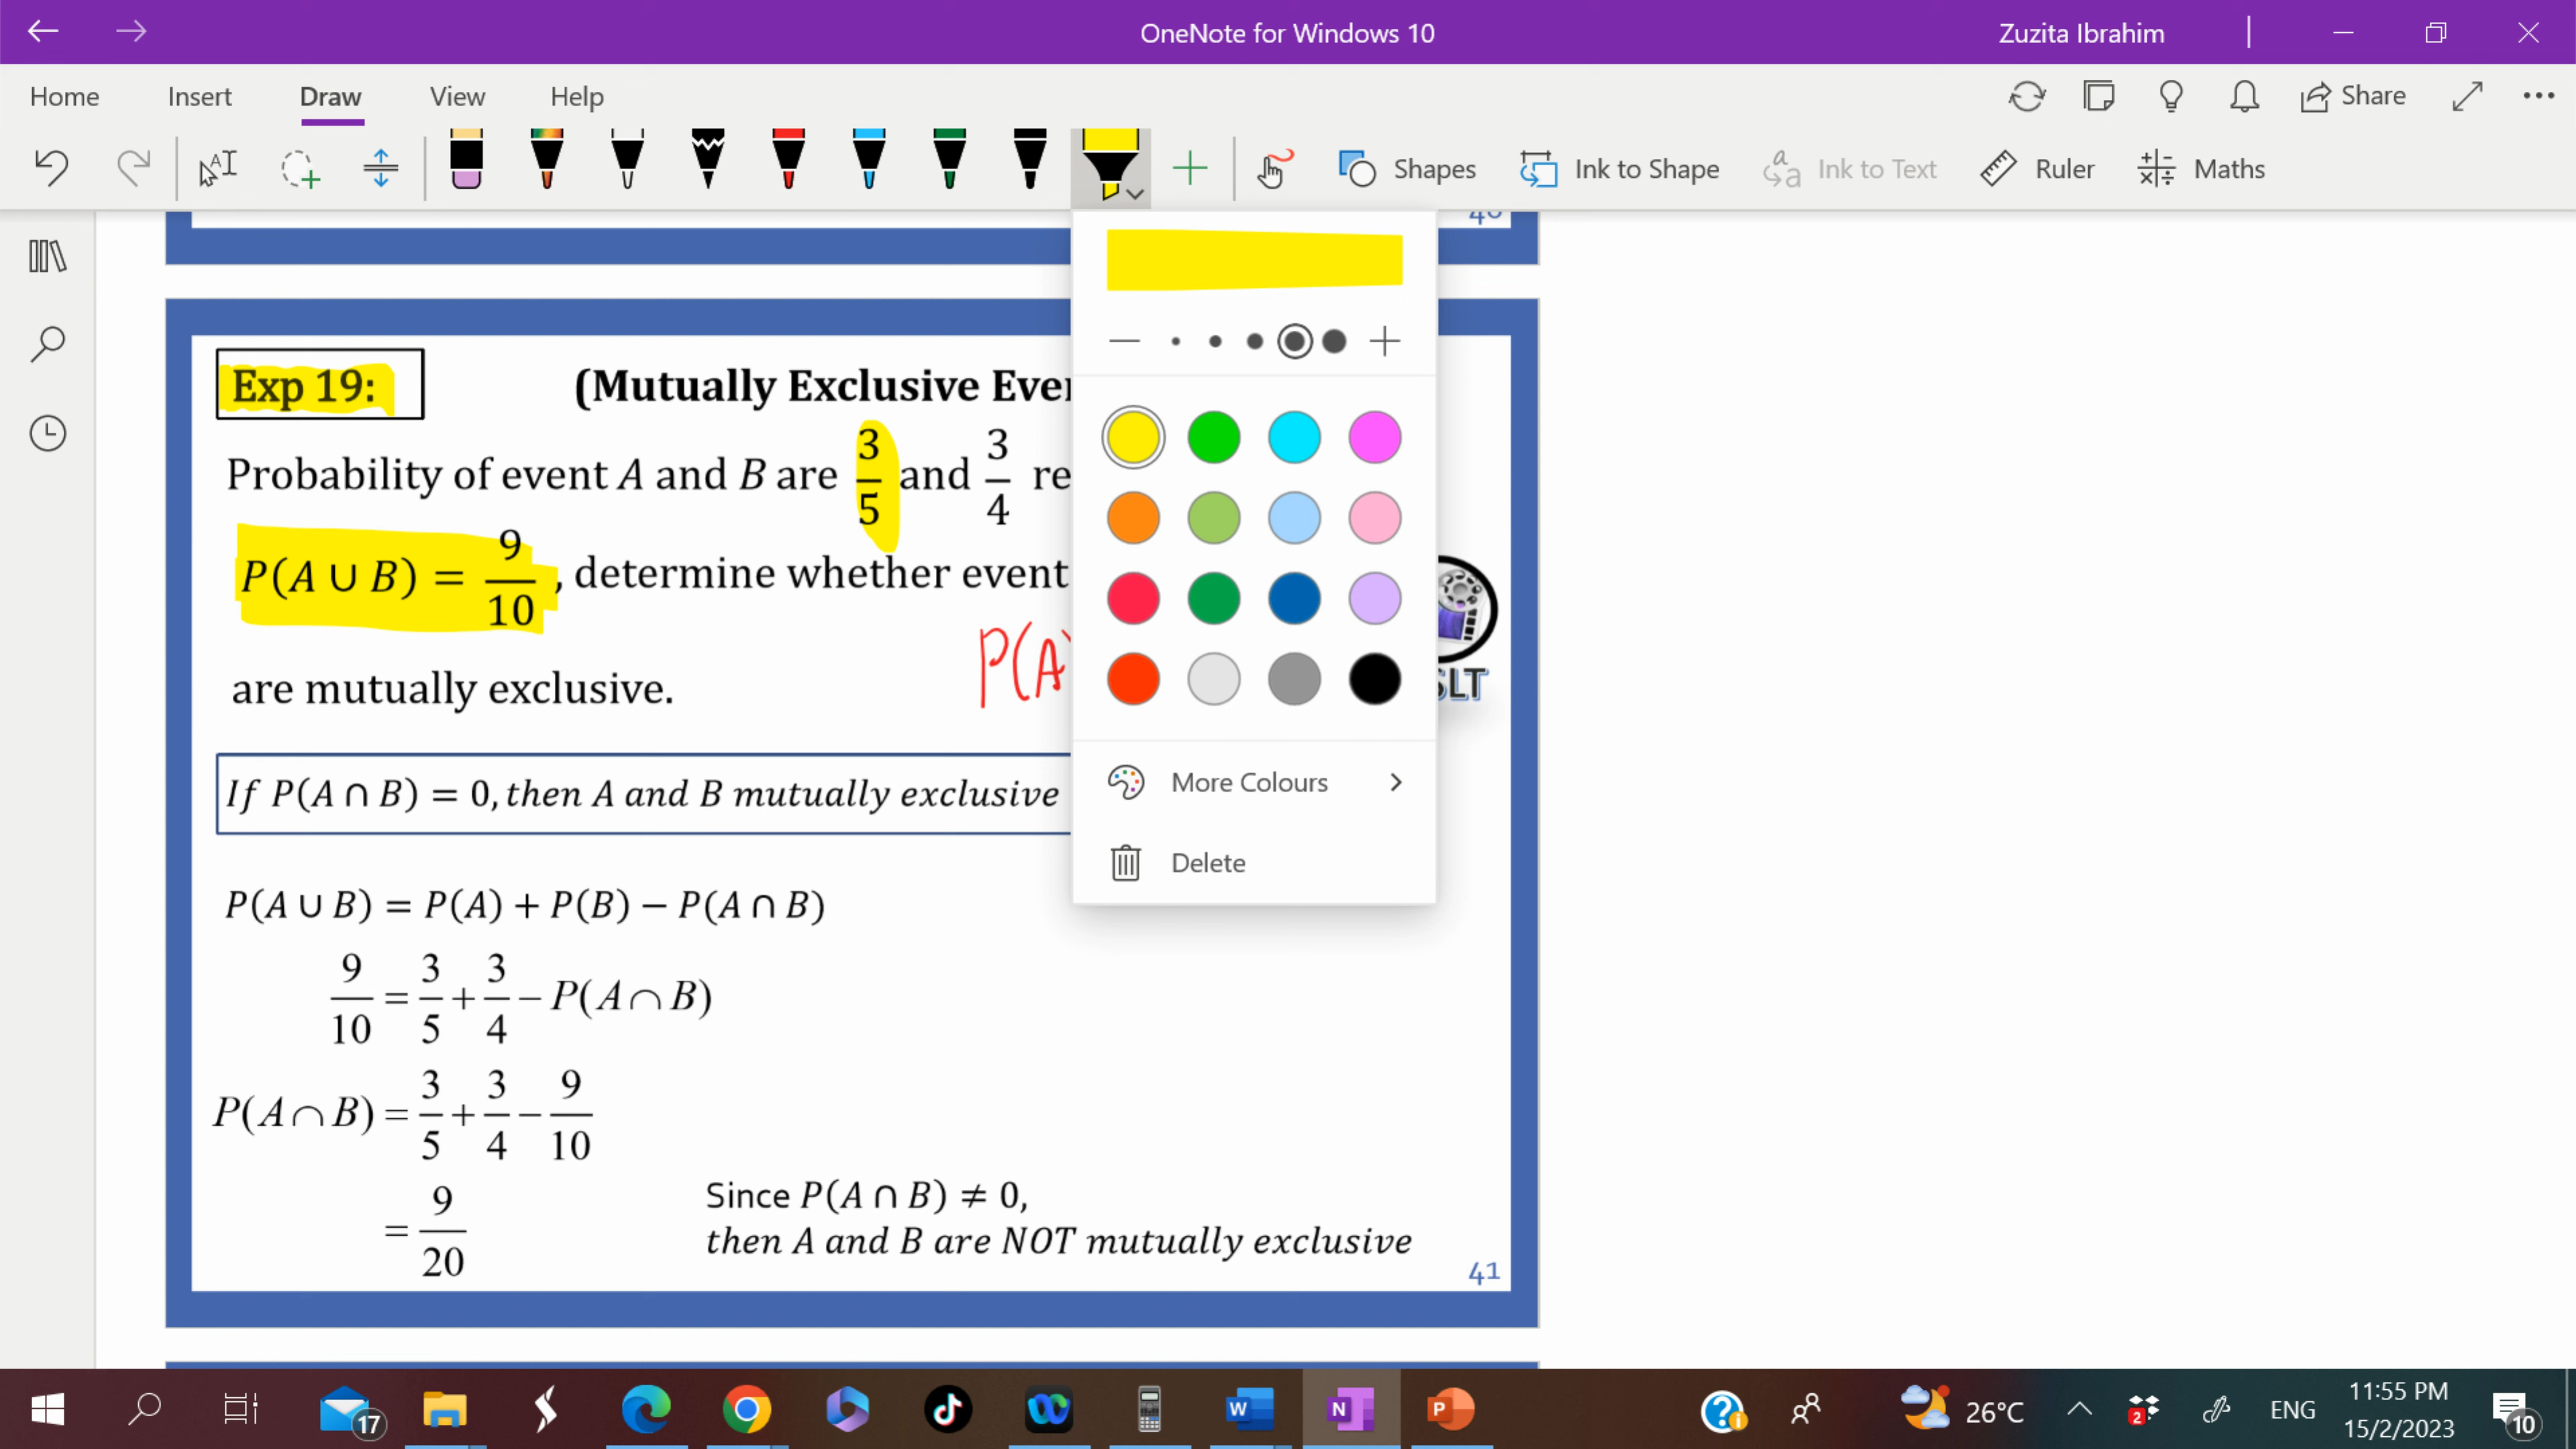 OneNote for Windows 10 Zuzita Ibrahim
Home Insert Draw View Help Share
Shapes Ink to Shape Ink to Text Ruler Maths
Exp 19: (Mutually Exclusive
Probability of event A and B are 3/5 and 3/4
P(A ∪ B) = 9/10, determine whether event
are mutually exclusive. P(A)
If P(A ∩ B) = 0, then A and B mutually exclusive
P(A ∪ B) = P(A) + P(B) − P(A ∩ B)
9/10 = 3/5 + 3/4 − P(A ∩ B)
P(A ∩ B) = 3/5 + 3/4 − 9/10
= 9/20
Since P(A ∩ B) ≠ 0,
then A and B are NOT mutually exclusive
41
More Colours
Delete
17 26°C 2 ENG 11:55 PM
15/2/2023 10